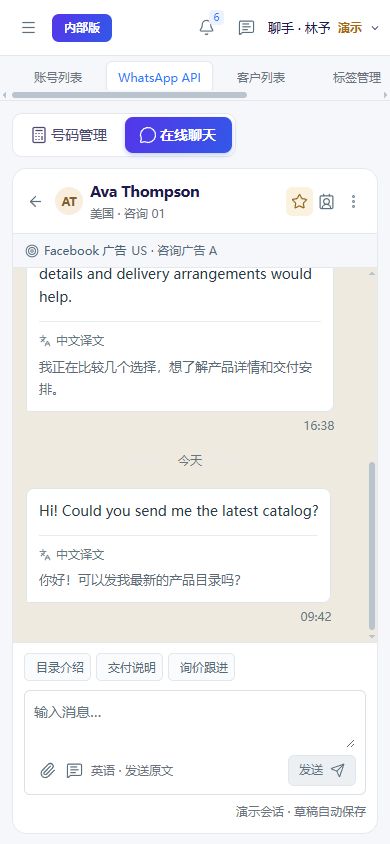 内部版
6
聊手 · 林予 演示
账号列表
WhatsApp API
客户列表
标签管理
号码管理
在线聊天
AT
Ava Thompson
美国 · 咨询 01
Facebook 广告 US · 咨询广告 A
details and delivery arrangements would
help.
中文译文
我正在比较几个选择，想了解产品详情和交付安
排。
16:38
今天
Hi! Could you send me the latest catalog?
中文译文
你好！可以发我最新的产品目录吗？
09:42
目录介绍
交付说明
询价跟进
输入消息...
英语 · 发送原文
发送
演示会话 · 草稿自动保存